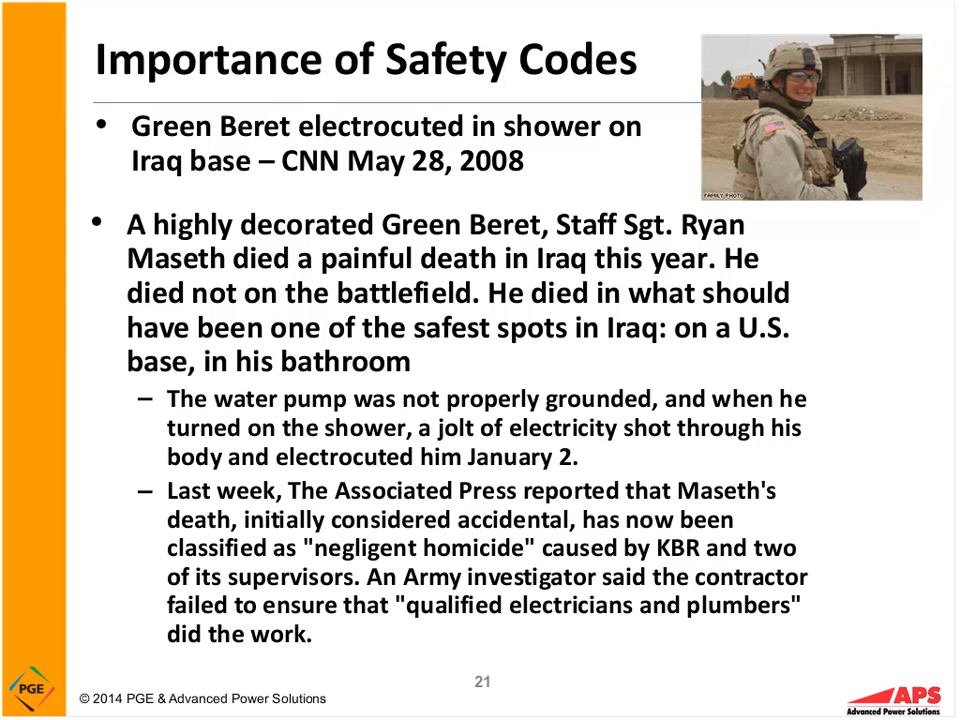 Importance of Safety Codes
FAMILY PHOTO
• Green Beret electrocuted in shower on
Iraq base – CNN May 28, 2008
• A highly decorated Green Beret, Staff Sgt. Ryan
Maseth died a painful death in Iraq this year. He
died not on the battlefield. He died in what should
have been one of the safest spots in Iraq: on a U.S.
base, in his bathroom
– The water pump was not properly grounded, and when he
turned on the shower, a jolt of electricity shot through his
body and electrocuted him January 2.
– Last week, The Associated Press reported that Maseth's
death, initially considered accidental, has now been
classified as "negligent homicide" caused by KBR and two
of its supervisors. An Army investigator said the contractor
failed to ensure that "qualified electricians and plumbers"
did the work.
PGE
© 2014 PGE & Advanced Power Solutions
21
APS
Advanced Power Solutions